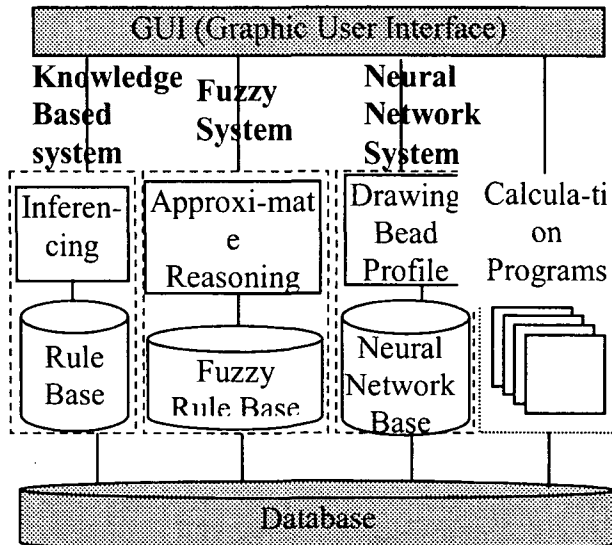 GUI (Graphic User Interface)
Knowledge
Based
system
Fuzzy
System
Neural
Network
System
Inferen-
cing
Approxi-mat
e
Reasoning
Drawing
Bead
Profile
Calcula-ti
on
Programs
Rule
Base
Fuzzy
Rule Base
Neural
Network
Base
Database